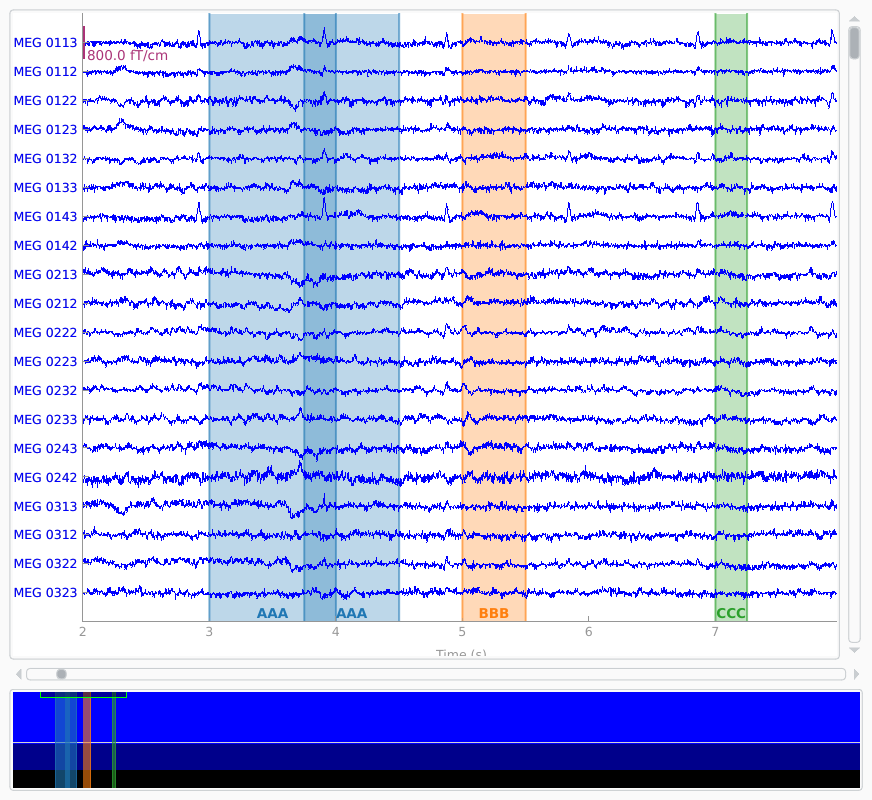 MEG 0113
800.0 fT/cm
MEG 0112
MEG 0122
MEG 0123
MEG 0132
MEG 0133
MEG 0143
MEG 0142
MEG 0213
MEG 0212
MEG 0222
MEG 0223
MEG 0232
MEG 0233
MEG 0243
MEG 0242
MEG 0313
MEG 0312
MEG 0322
MEG 0323
AAA AAA BBB CCC
2 3 4 5 6 7
Time (s)